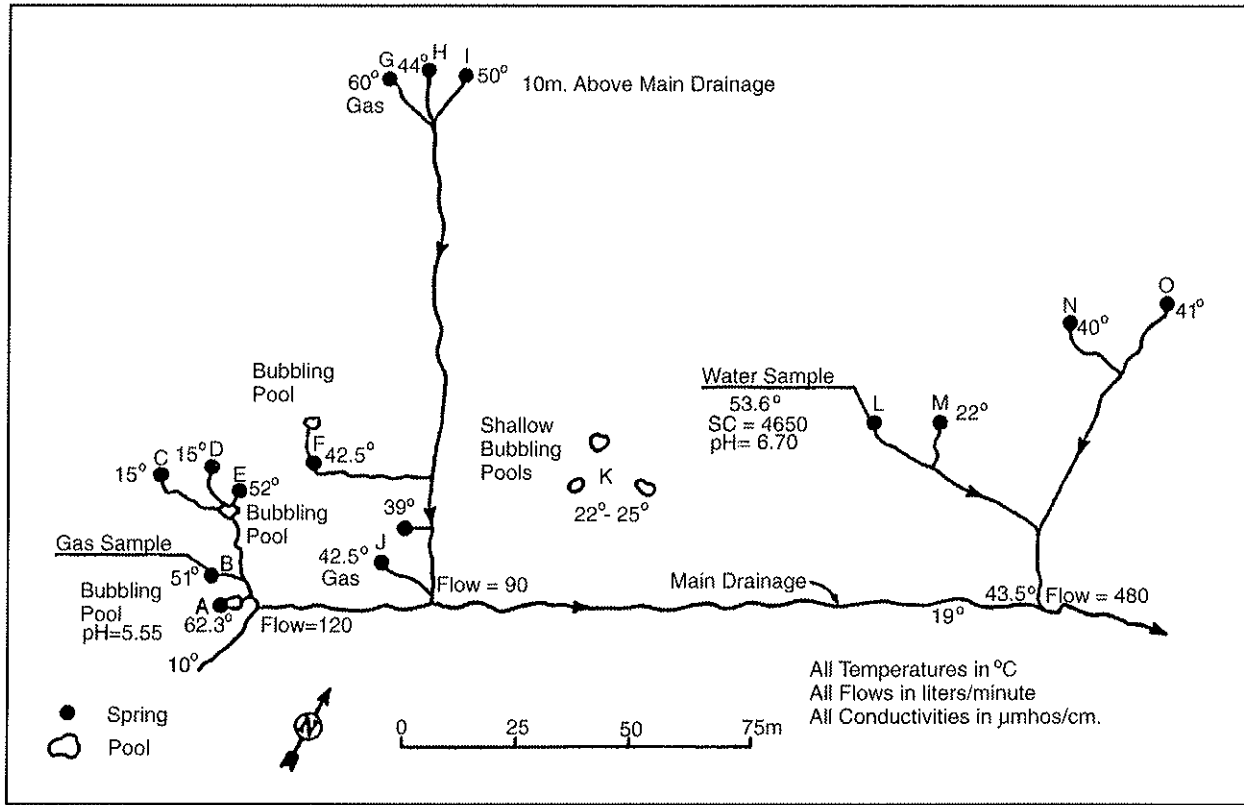 G
H
I
60°
44°
50°
Gas
10m. Above Main Drainage
O
N
41°
40°
Bubbling
Pool
Water Sample
53.6°
SC = 4650
pH= 6.70
L
M
22°
Shallow
Bubbling
Pools
K
22°- 25°
F
42.5°
15°
C
15°
D
E
52°
Bubbling
Pool
39°
Gas Sample
B
51°
J
42.5°
Gas
Flow = 90
Bubbling
Pool
pH=5.55
A
62.3°
Flow=120
10°
Main Drainage
19°
43.5°
Flow = 480
All Temperatures in °C
All Flows in liters/minute
All Conductivities in µmhos/cm.
Spring
Pool
N
0
25
50
75m